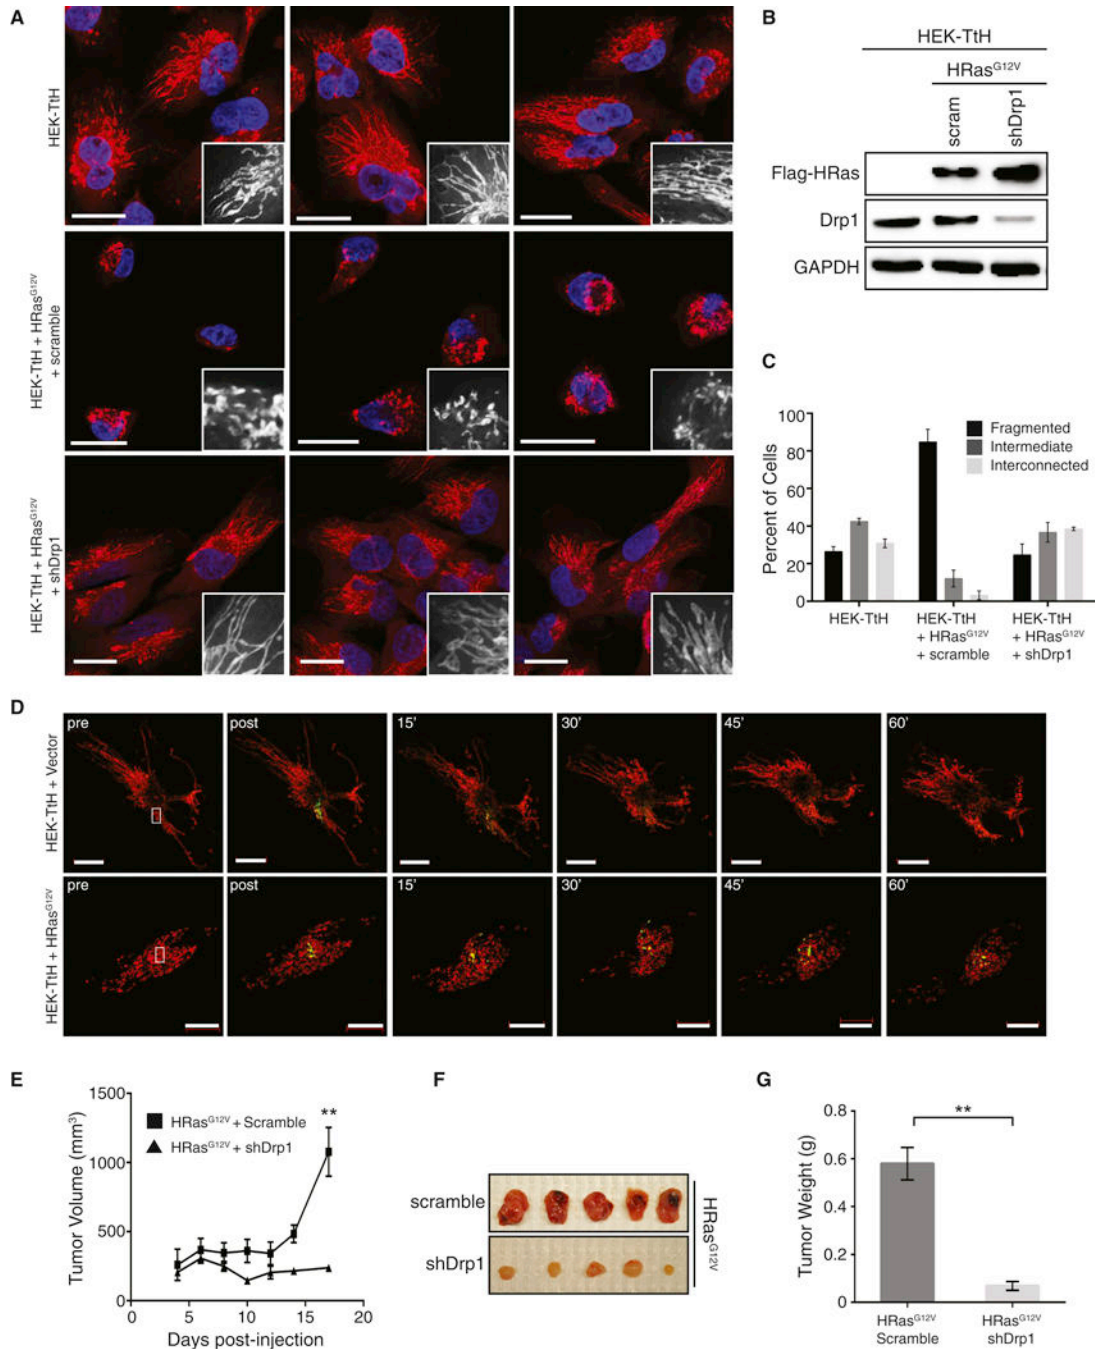 A
HEK-TtH
HEK-TtH + HRasG12V
+ scramble
HEK-TtH + HRasG12V
+ shDrp1
B
HEK-TtH
HRasG12V
scram
shDrp1
Flag-HRas
Drp1
GAPDH
C
100
80
60
40
20
0
Percent of Cells
Fragmented
Intermediate
Interconnected
HEK-TtH
HEK-TtH
+ HRasG12V
+ scramble
HEK-TtH
+ HRasG12V
+ shDrp1
D
HEK-TtH + Vector
pre
post
15'
30'
45'
60'
HEK-TtH + HRasG12V
pre
post
15'
30'
45'
60'
E
1500
1000
500
0
Tumor Volume (mm3)
HRasG12V + Scramble
HRasG12V + shDrp1
**
0
5
10
15
20
Days post-injection
F
scramble
shDrp1
HRasG12V
G
0.8
0.6
0.4
0.2
0
Tumor Weight (g)
**
HRasG12V
Scramble
HRasG12V
shDrp1